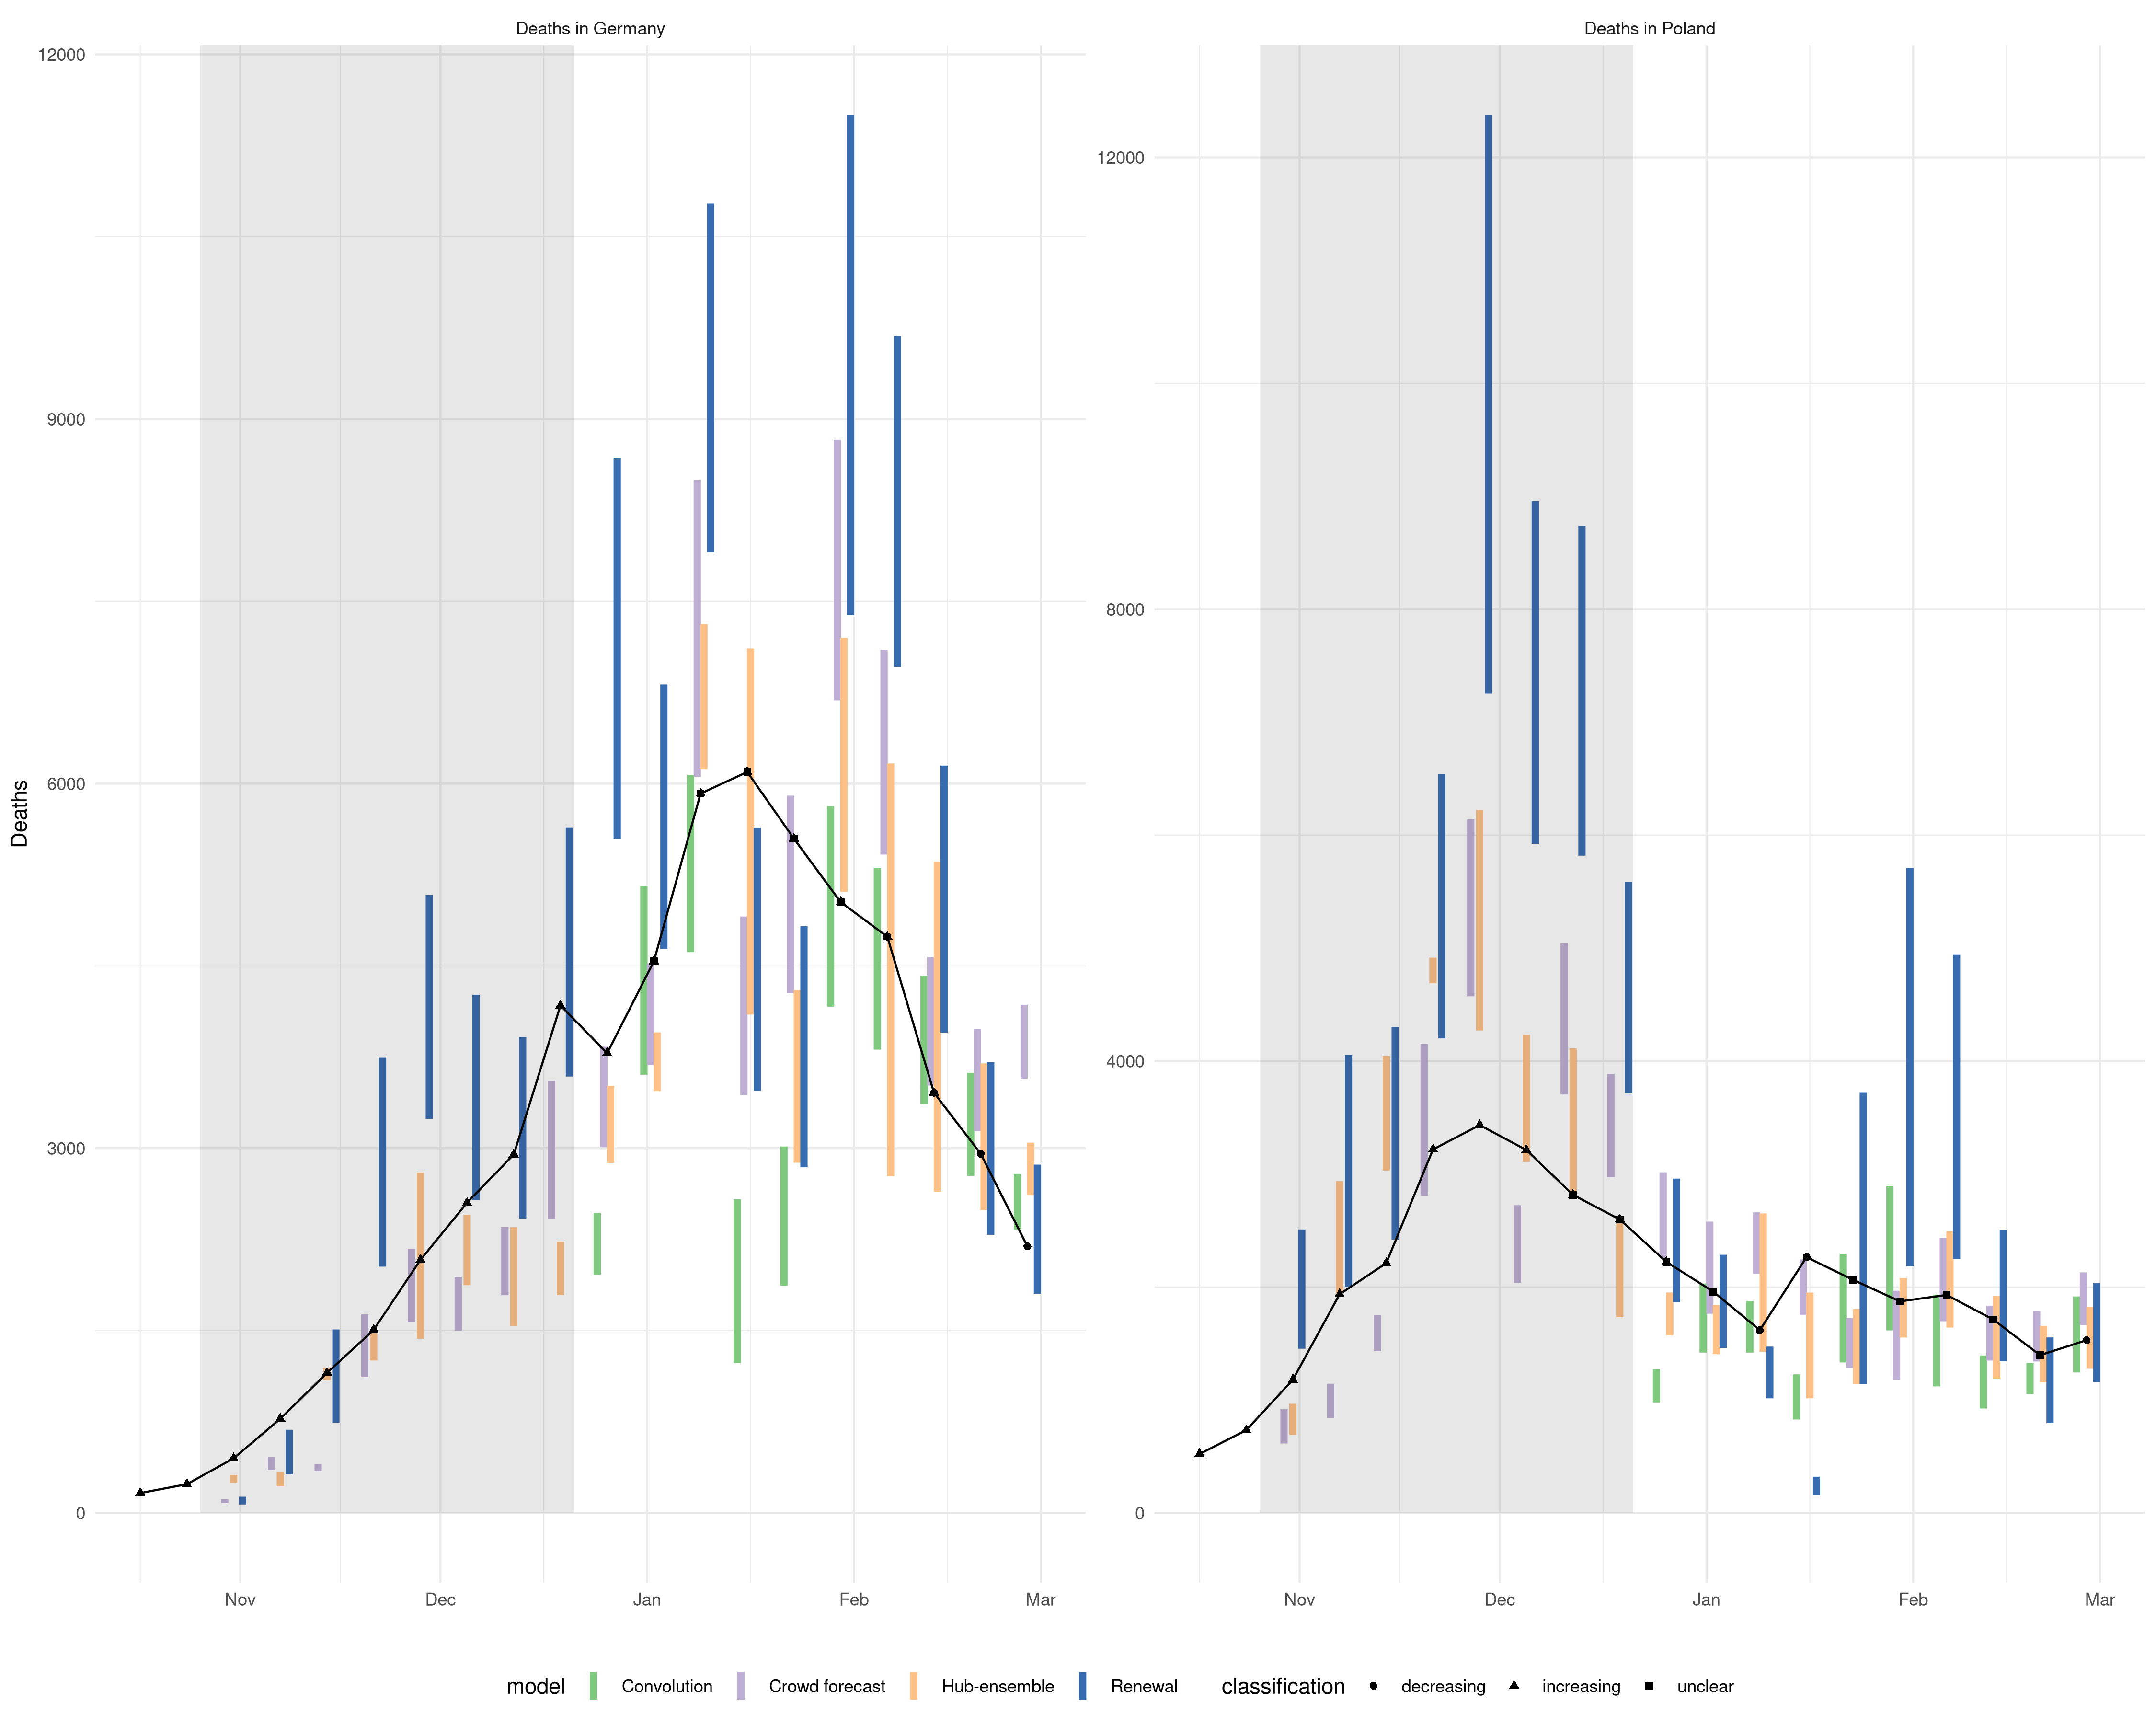 Deaths in Germany
Deaths in Poland
Deaths
12000
9000
6000
3000
0
12000
8000
4000
0
Nov Dec Jan Feb Mar
Nov Dec Jan Feb Mar
model Convolution Crowd forecast Hub-ensemble Renewal classification decreasing increasing unclear